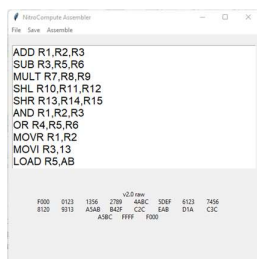 NitroCompute Assembler
File Save Assemble
ADD R1,R2,R3
SUB R3,R5,R6
MULT R7,R8,R9
SHL R10,R11,R12
SHR R13,R14,R15
AND R1,R2,R3
OR R4,R5,R6
MOVR R1,R2
MOVI R3,13
LOAD R5,AB
v2.0 raw
F000 0123 1356 2789 4ABC 5DEF 6123 7456
8120 9313 A5AB B42F C2C EAB D1A C3C
A5BC FFFF F000